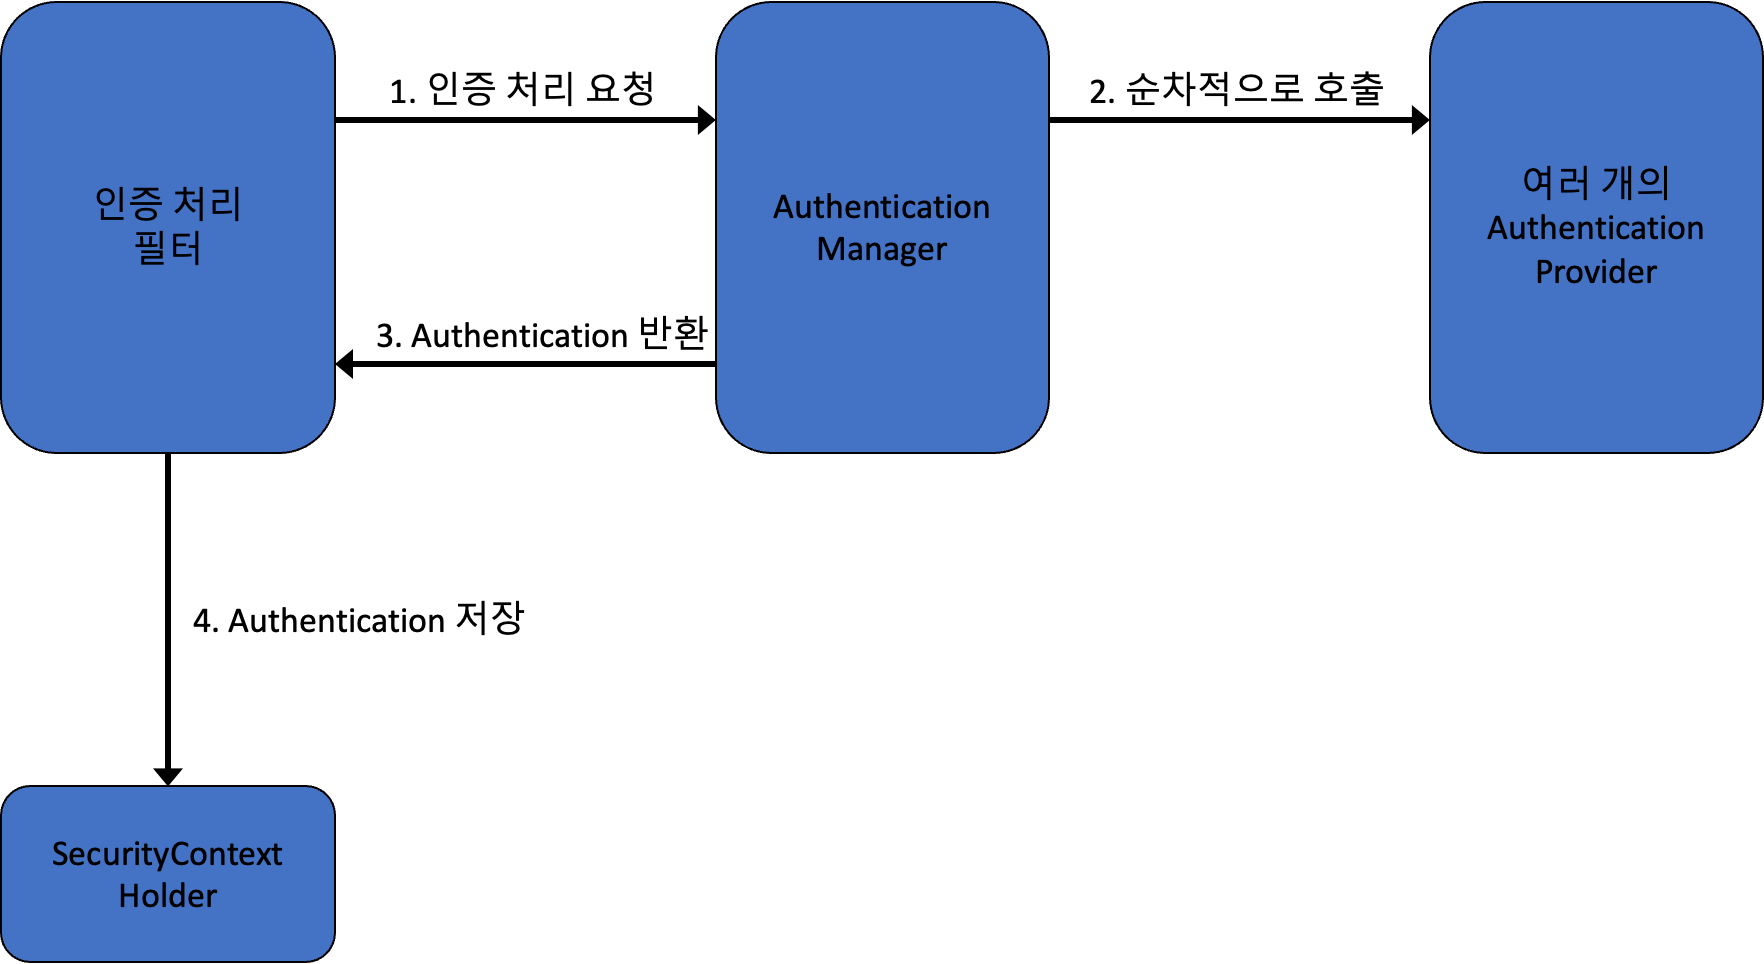 1. 인증 처리 요청
2. 순차적으로 호출
인증 처리
필터
Authentication
Manager
여러 개의
Authentication
Provider
3. Authentication 반환
4. Authentication 저장
SecurityContext
Holder